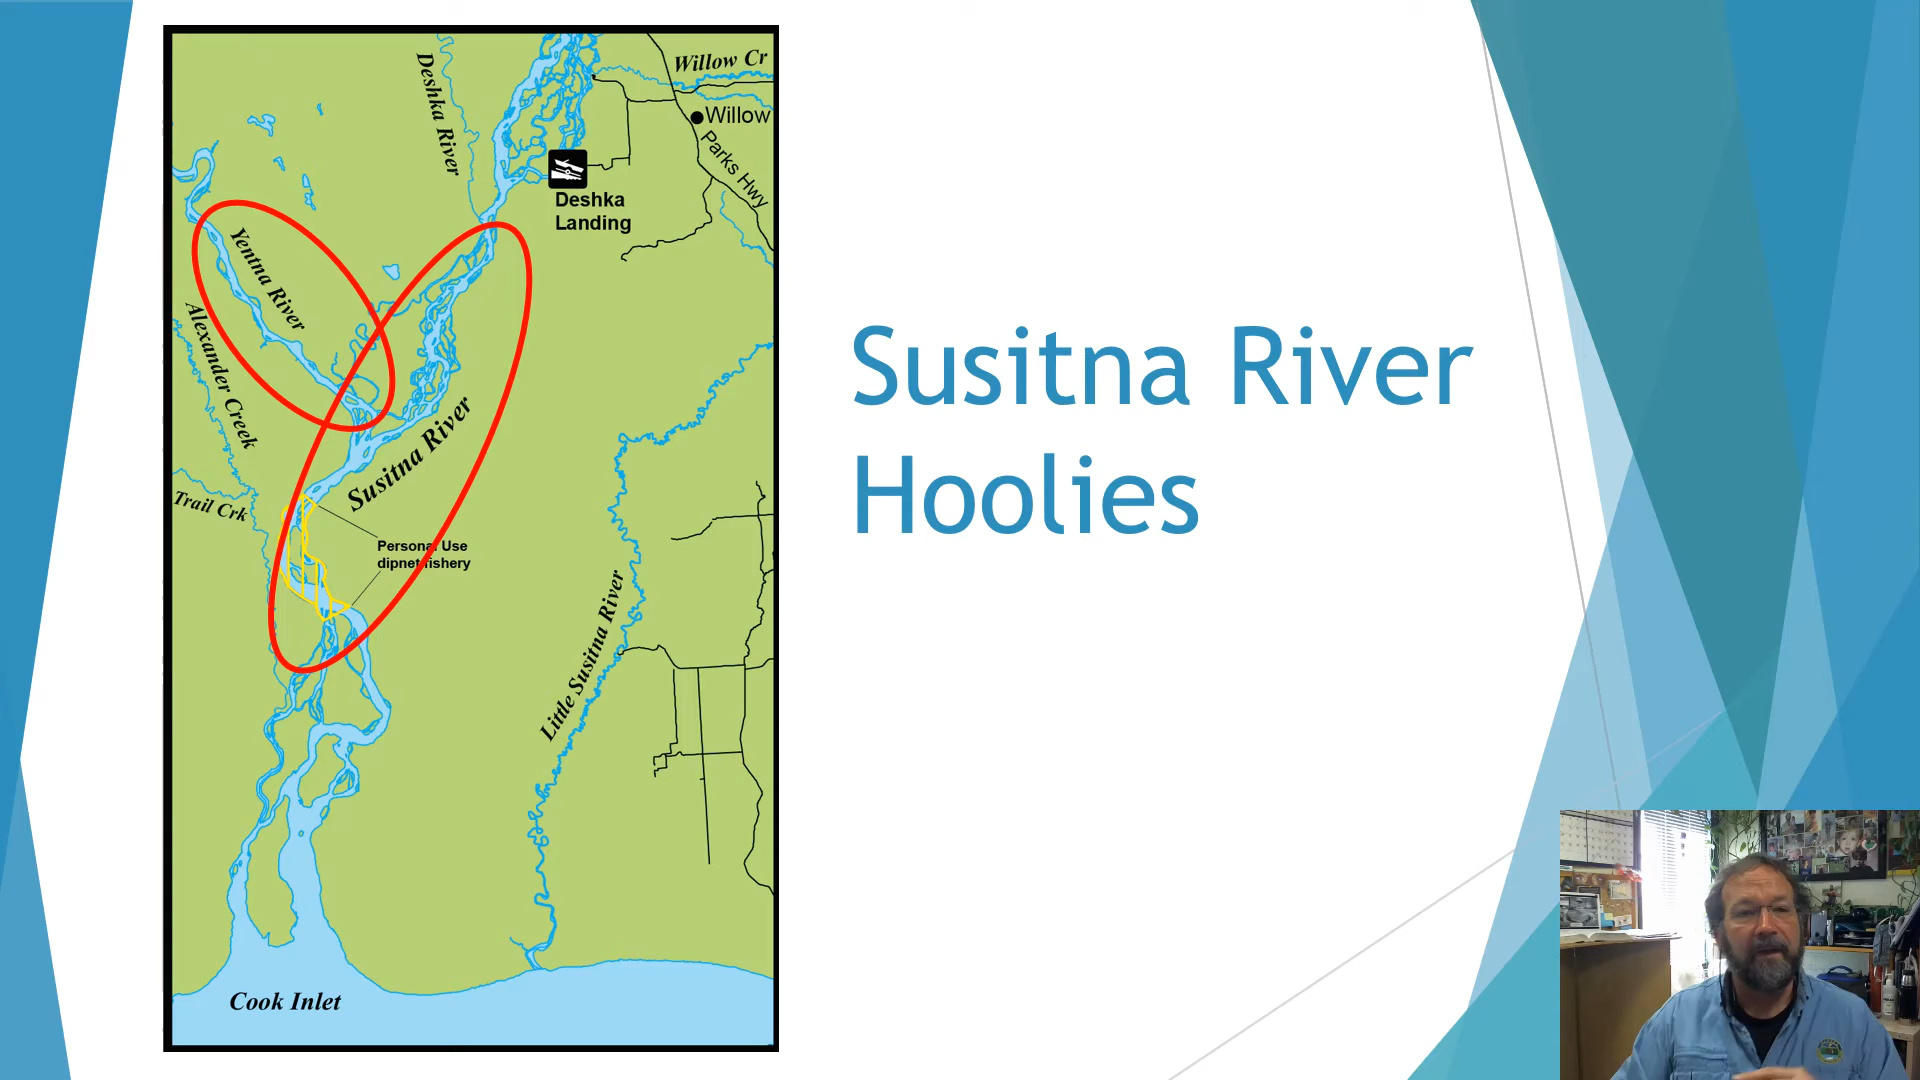 Deshka River
Willow Cr
Willow
Parks Hwy
Deshka
Landing
Yentna River
Alexander Creek
Susitna River
Trail Crk
Personal Use
dipnet fishery
Little Susitna River
Cook Inlet
Susitna River
Hoolies